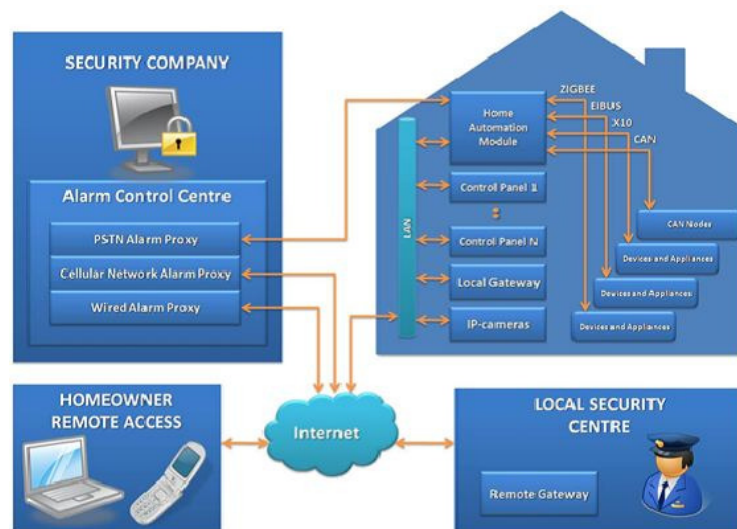 SECURITY COMPANY
Alarm Control Centre
PSTN Alarm Proxy
Cellular Network Alarm Proxy
Wired Alarm Proxy
ZIGBEE
EIBUS
X10
CAN
Home
Automation
Module
LAN
Control Panel 1
Control Panel N
Local Gateway
IP-cameras
CAN Nodes
Devices and Appliances
Devices and Appliances
Devices and Appliances
HOMEOWNER
REMOTE ACCESS
Internet
LOCAL SECURITY
CENTRE
Remote Gateway